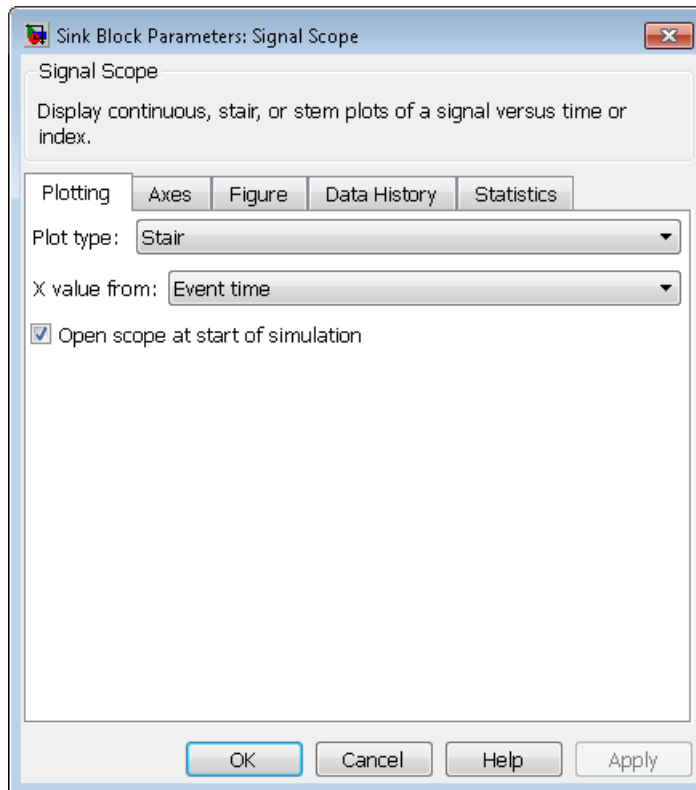 Sink Block Parameters: Signal Scope
Signal Scope
Display continuous, stair, or stem plots of a signal versus time or
index.
Plotting Axes Figure Data History Statistics
Plot type: Stair
X value from: Event time
Open scope at start of simulation
OK Cancel Help Apply